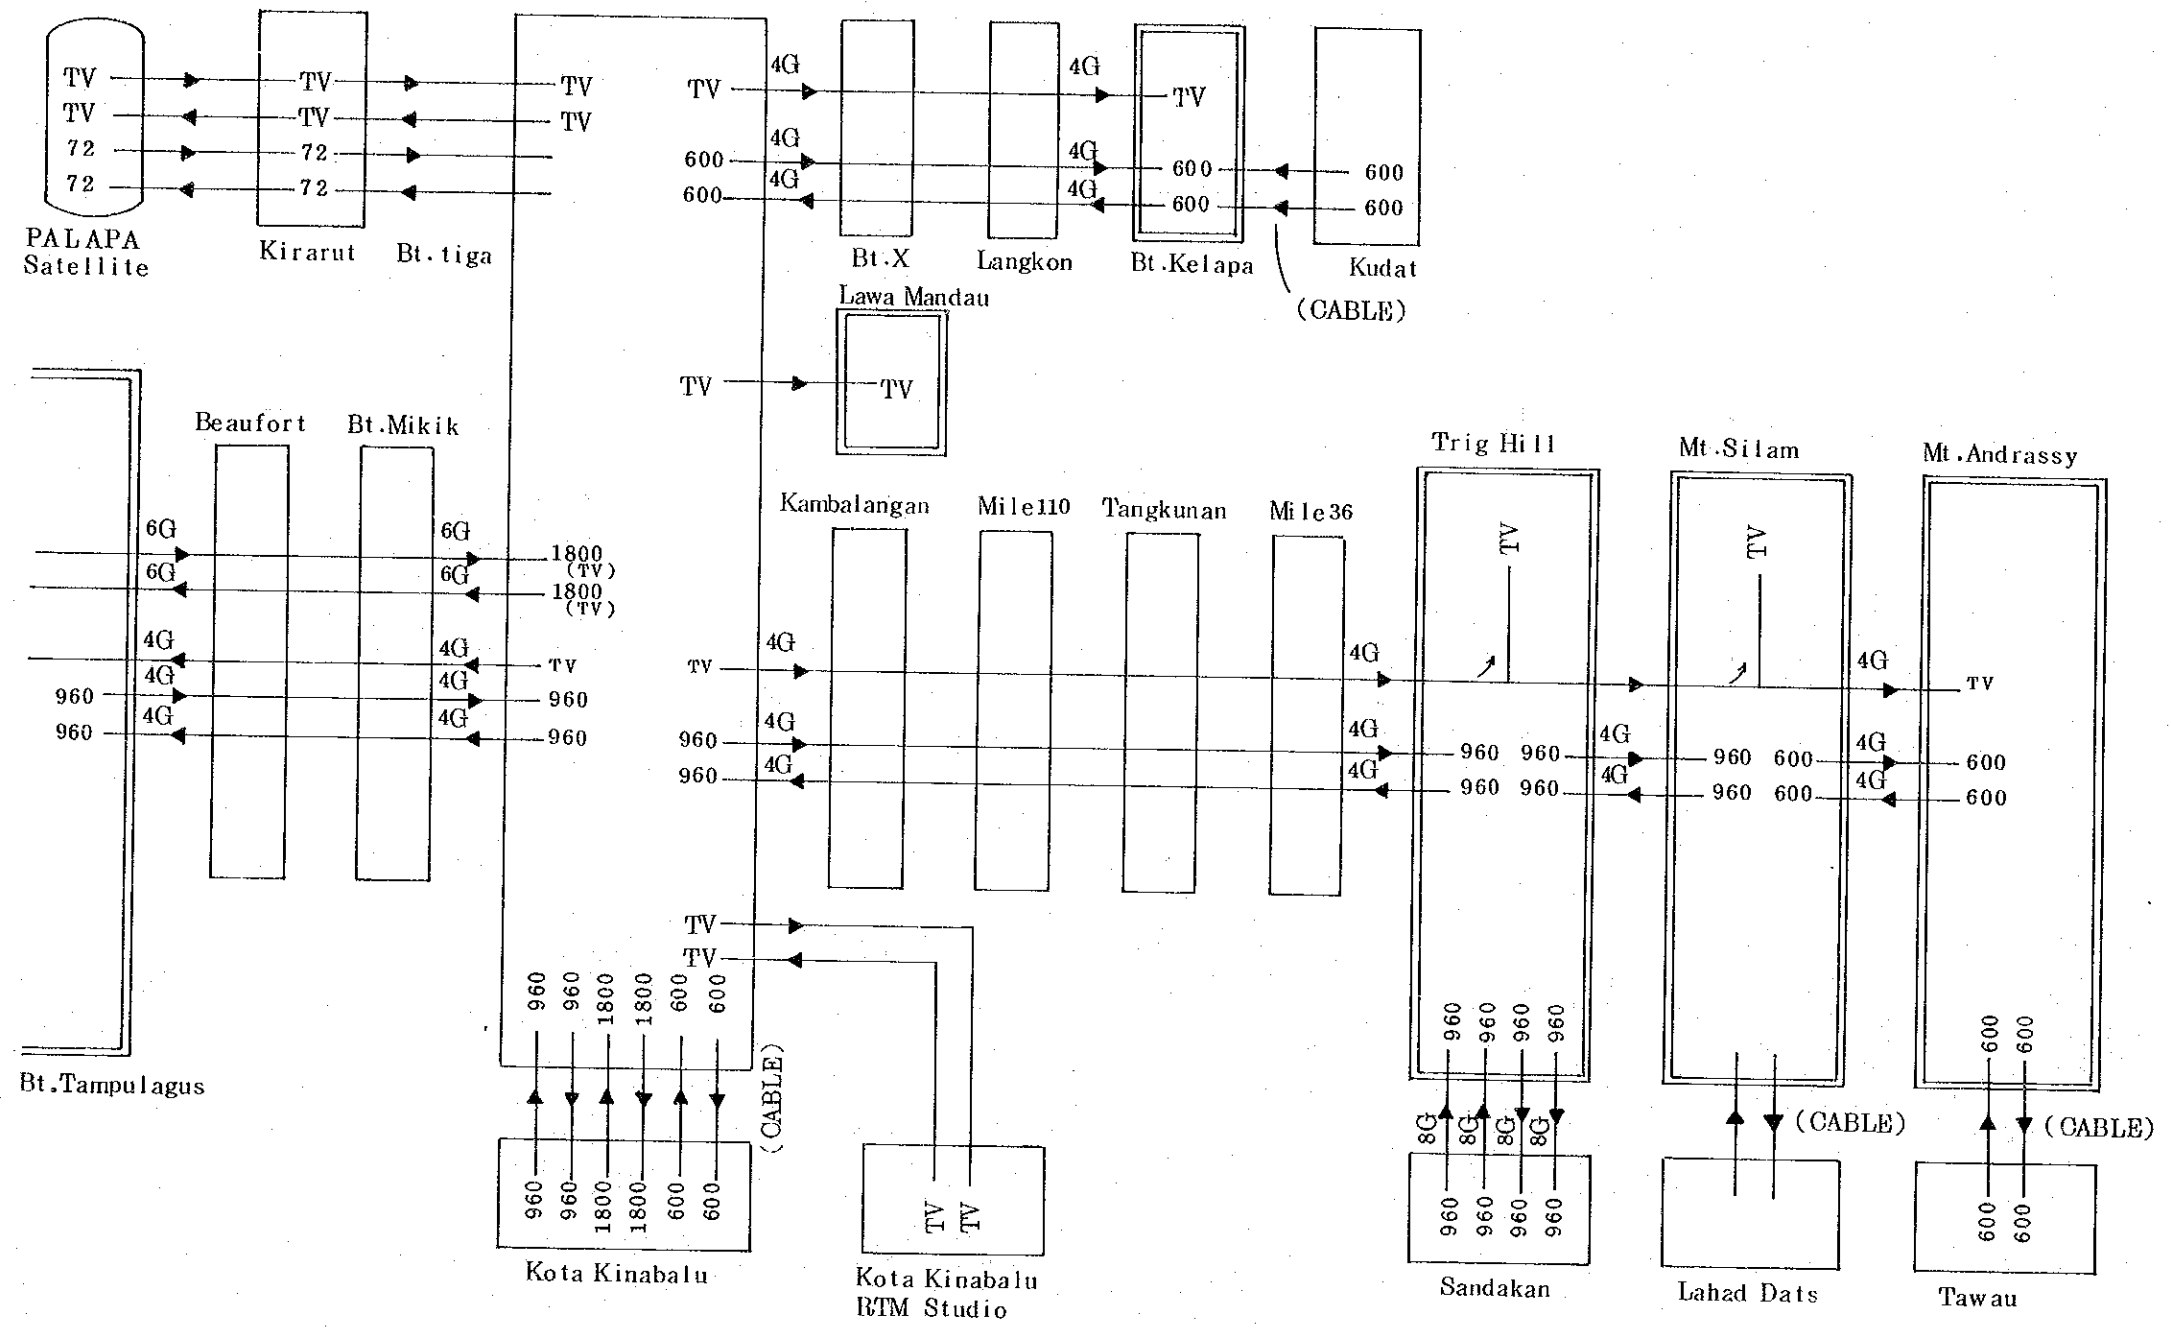 TV TV TV
TV TV TV
72 72
72 72
PALAPA
Satellite
Kirarut
Bt.tiga
TV 4G 4G TV
600 4G 4G 600 600
600 4G 4G 600 600
Bt.X
Langkon
Bt.Kelapa
Kudat
(CABLE)
Lawa Mandau
TV TV
Beaufort
Bt.Mikik
6G 6G 1800
(TV)
6G 6G 1800
(TV)
4G 4G TV
960 4G 4G 960
960 4G 4G 960
Bt.Tampulagus
Kambalangan
Mile110
Tangkunan
Mile36
Trig Hill
Mt.Silam
Mt.Andrassy
TV
TV
TV 4G 4G 4G TV
960 4G 4G 960 960 4G 960 600 4G 600
960 4G 4G 960 960 4G 960 600 4G 600
TV
TV
960 960 1800 1800 600 600
(CABLE)
960 960 1800 1800 600 600
Kota Kinabalu
TV TV
Kota Kinabalu
RTM Studio
960 960 960 960
8G 8G 8G 8G
960 960 960 960
Sandakan
(CABLE)
Lahad Dats
600 600
(CABLE)
600 600
Tawau